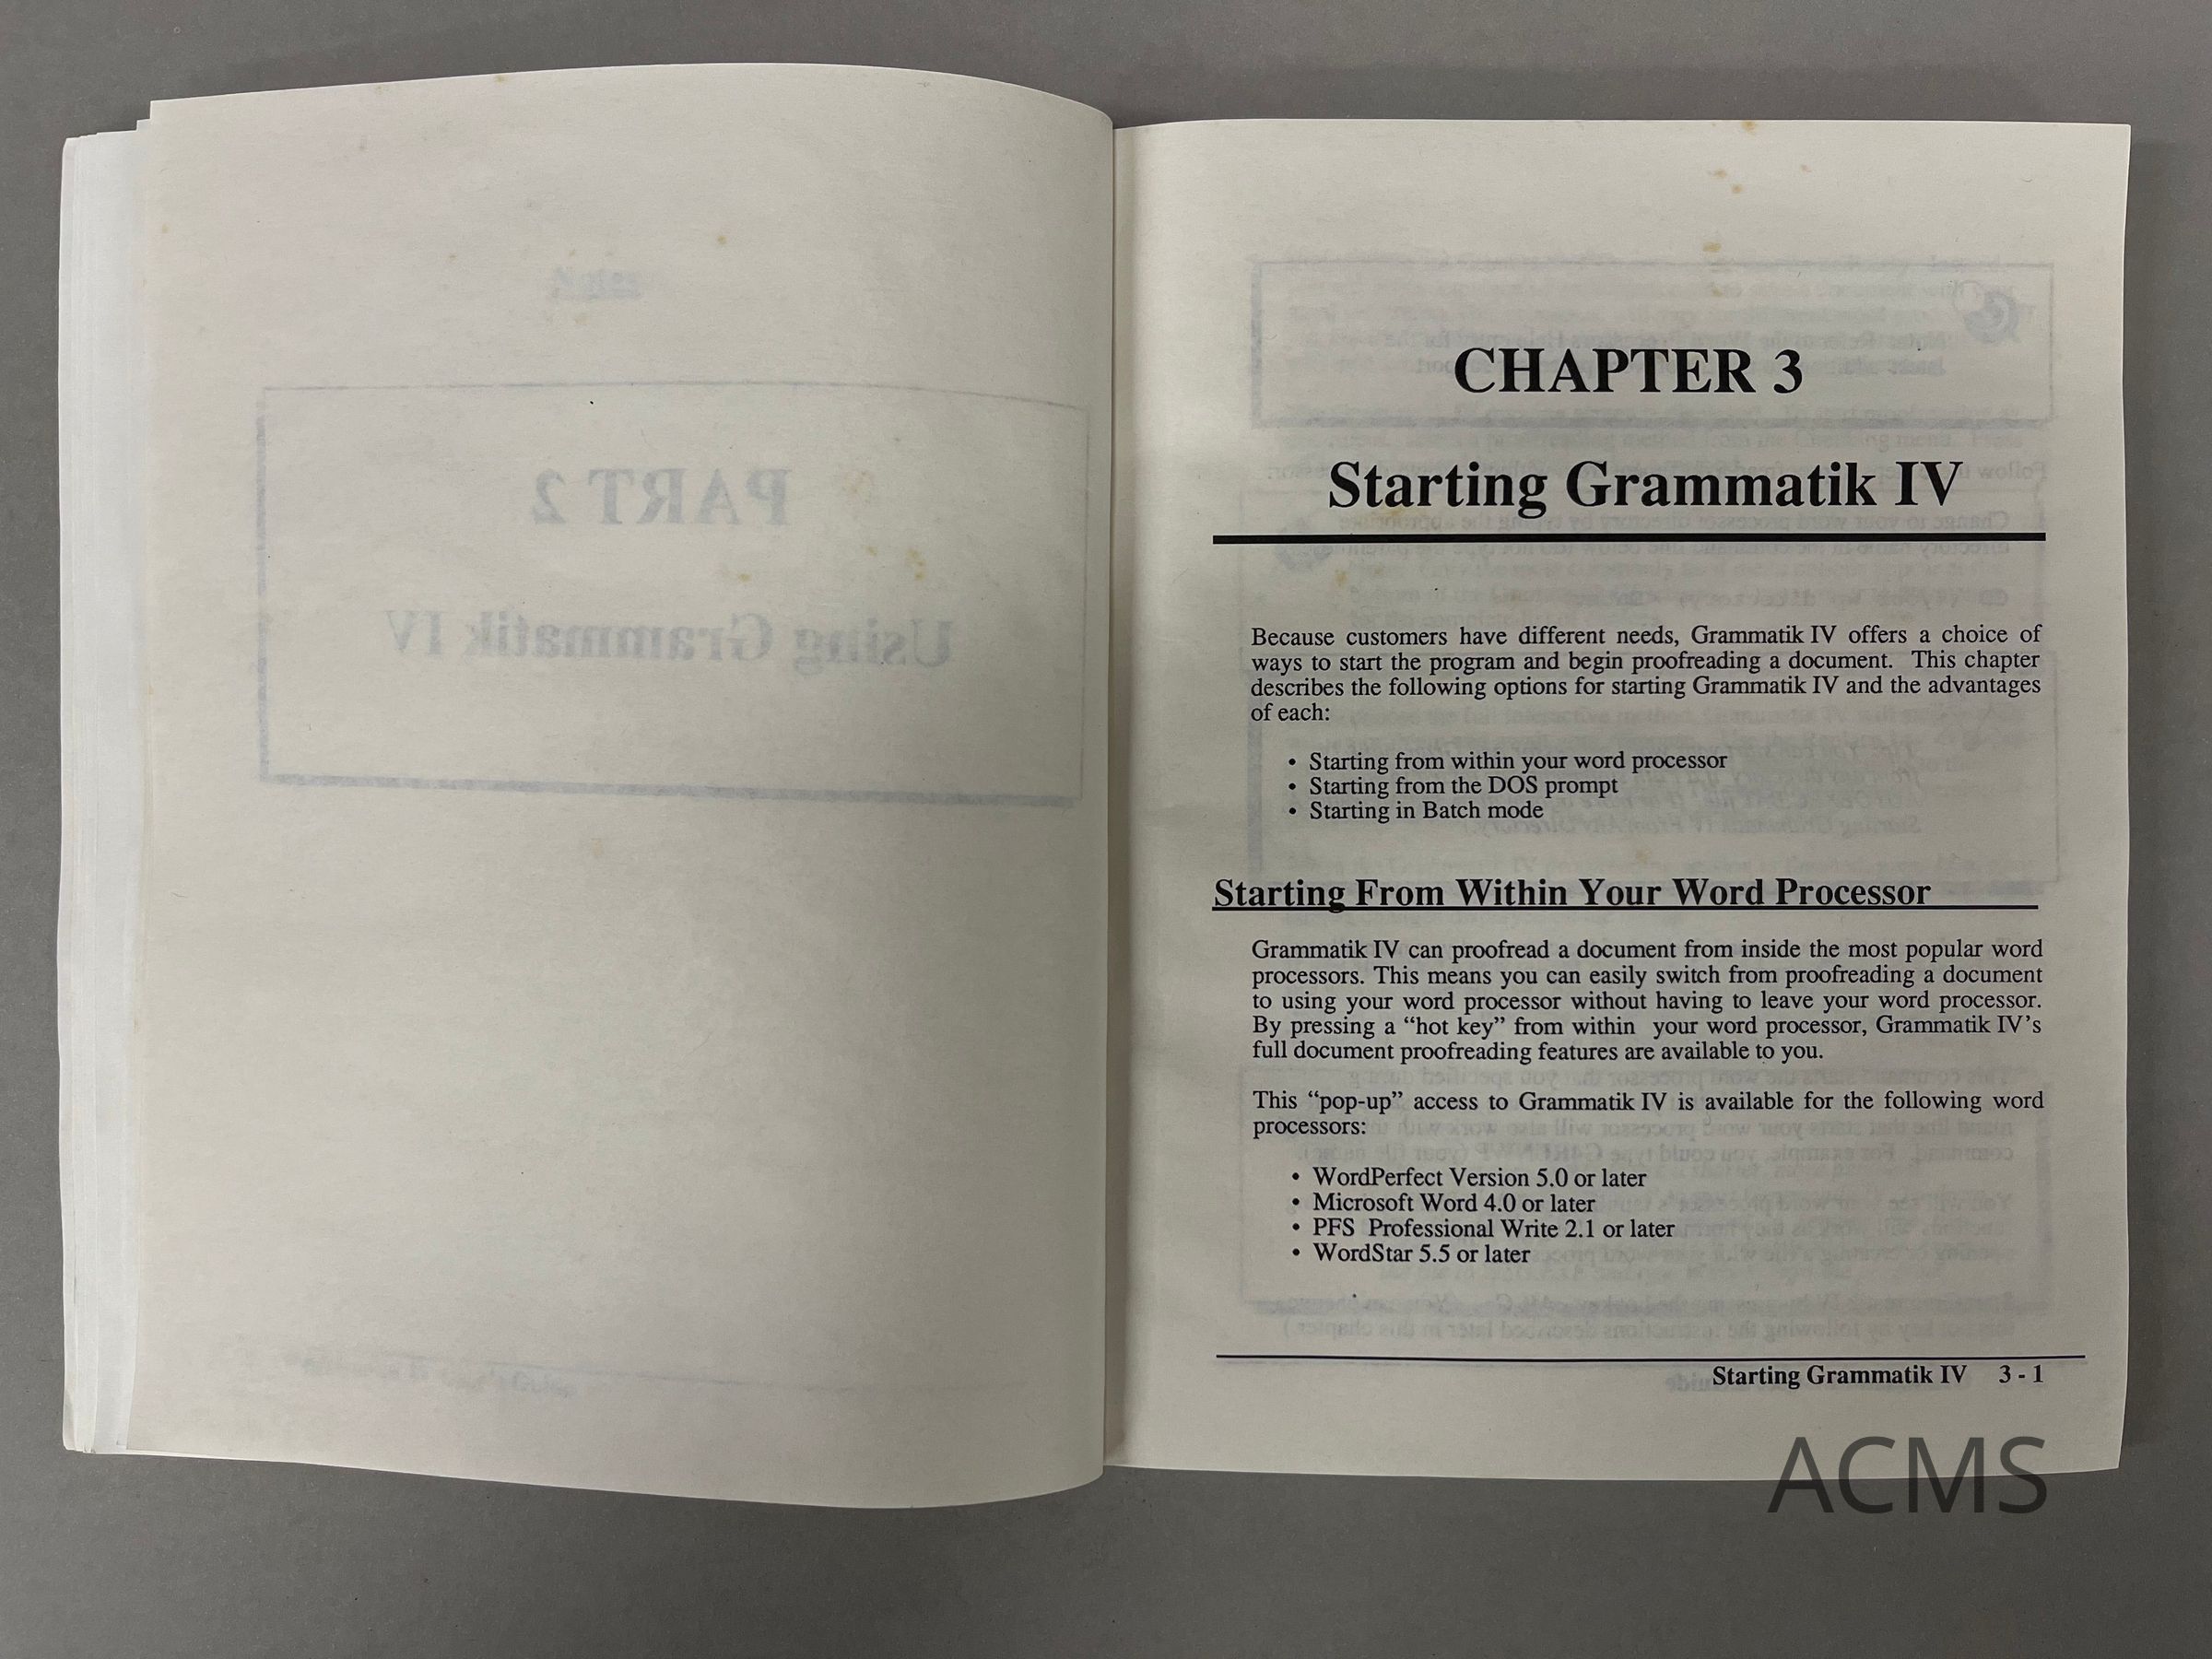 PART 2
Using Grammatik IV
CHAPTER 3
Starting Grammatik IV
Because customers have different needs, Grammatik IV offers a choice of
ways to start the program and begin proofreading a document. This chapter
describes the following options for starting Grammatik IV and the advantages
of each:
• Starting from within your word processor
• Starting from the DOS prompt
• Starting in Batch mode
Starting From Within Your Word Processor
Grammatik IV can proofread a document from inside the most popular word
processors. This means you can easily switch from proofreading a document
to using your word processor without having to leave your word processor.
By pressing a “hot key” from within your word processor, Grammatik IV’s
full document proofreading features are available to you.
This “pop-up” access to Grammatik IV is available for the following word
processors:
• WordPerfect Version 5.0 or later
• Microsoft Word 4.0 or later
• PFS Professional Write 2.1 or later
• WordStar 5.5 or later
Starting Grammatik IV 3 - 1
ACMS